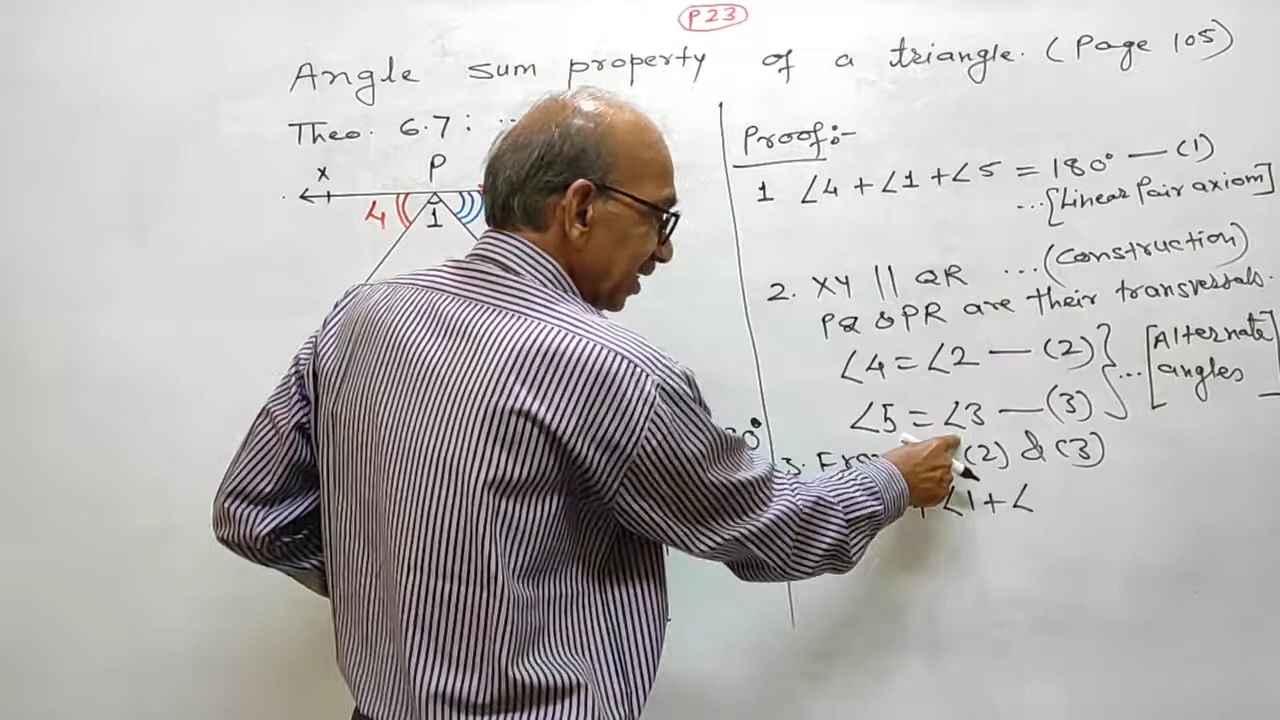 P23
Angle sum property of a triangle. (Page 105)
Theo. 6.7: ..
x
P
4
1
Proof:-
1 ∠4 + ∠1 + ∠5 = 180° — (1)
...[Linear Pair axiom]
2. XY || QR ...(Construction)
PQ & PR are their transversals.
∠4 = ∠2 — (2)} ...[Alternate
∠5 = ∠3 — (3) angles
3. (2) & (3)
+ ∠1 + ∠